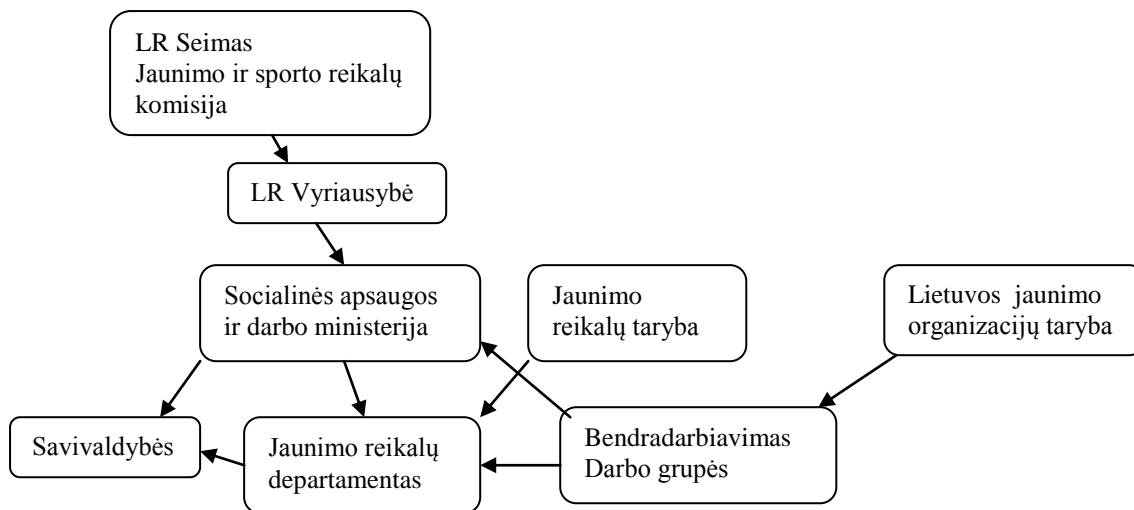 LR Seimas
Jaunimo ir sporto reikalų
komisija
LR Vyriausybė
Socialinės apsaugos
ir darbo ministerija
Jaunimo
reikalų taryba
Lietuvos jaunimo
organizacijų taryba
Savivaldybės
Jaunimo reikalų
departamentas
Bendradarbiavimas
Darbo grupės